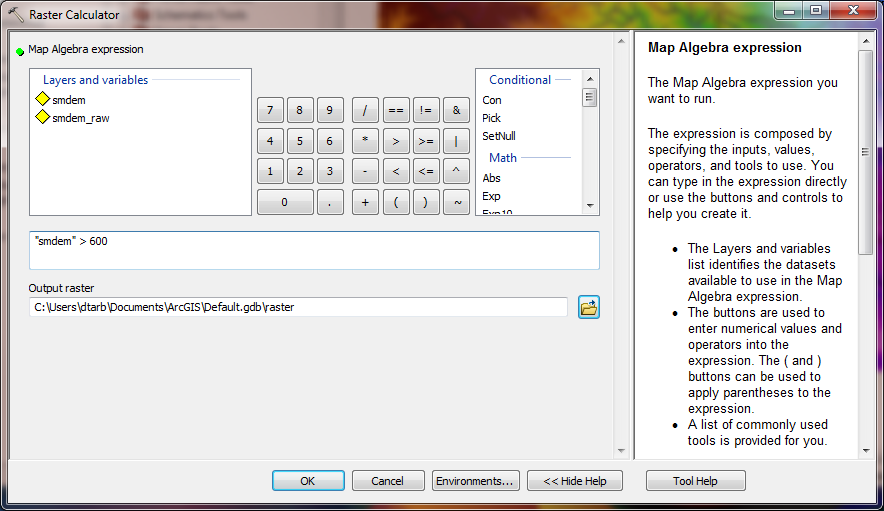 Raster Calculator
Schematics Tools
Map Algebra expression
Layers and variables
smdem
smdem_raw
7 8 9 / == != &
4 5 6 * > >= |
1 2 3 - < <= ^
0 . + ( ) ~
Conditional
Con
Pick
SetNull
Math
Abs
Exp
Exp10
"smdem" > 600
Output raster
C:\Users\dtarb\Documents\ArcGIS\Default.gdb\raster
OK
Cancel
Environments...
<< Hide Help
Tool Help
Map Algebra expression
The Map Algebra expression you
want to run.
The expression is composed by
specifying the inputs, values,
operators, and tools to use. You
can type in the expression directly
or use the buttons and controls to
help you create it.
• The Layers and variables
list identifies the datasets
available to use in the Map
Algebra expression.
• The buttons are used to
enter numerical values and
operators into the
expression. The ( and )
buttons can be used to
apply parentheses to the
expression.
• A list of commonly used
tools is provided for you.